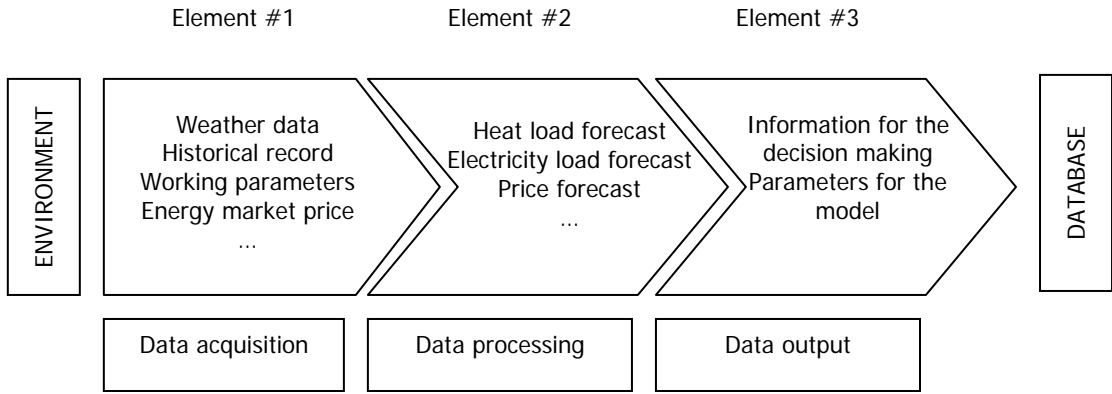 Element #1
Element #2
Element #3
ENVIRONMENT
Weather data
Historical record
Working parameters
Energy market price
...
Heat load forecast
Electricity load forecast
Price forecast
...
Information for the
decision making
Parameters for the
model
DATABASE
Data acquisition
Data processing
Data output